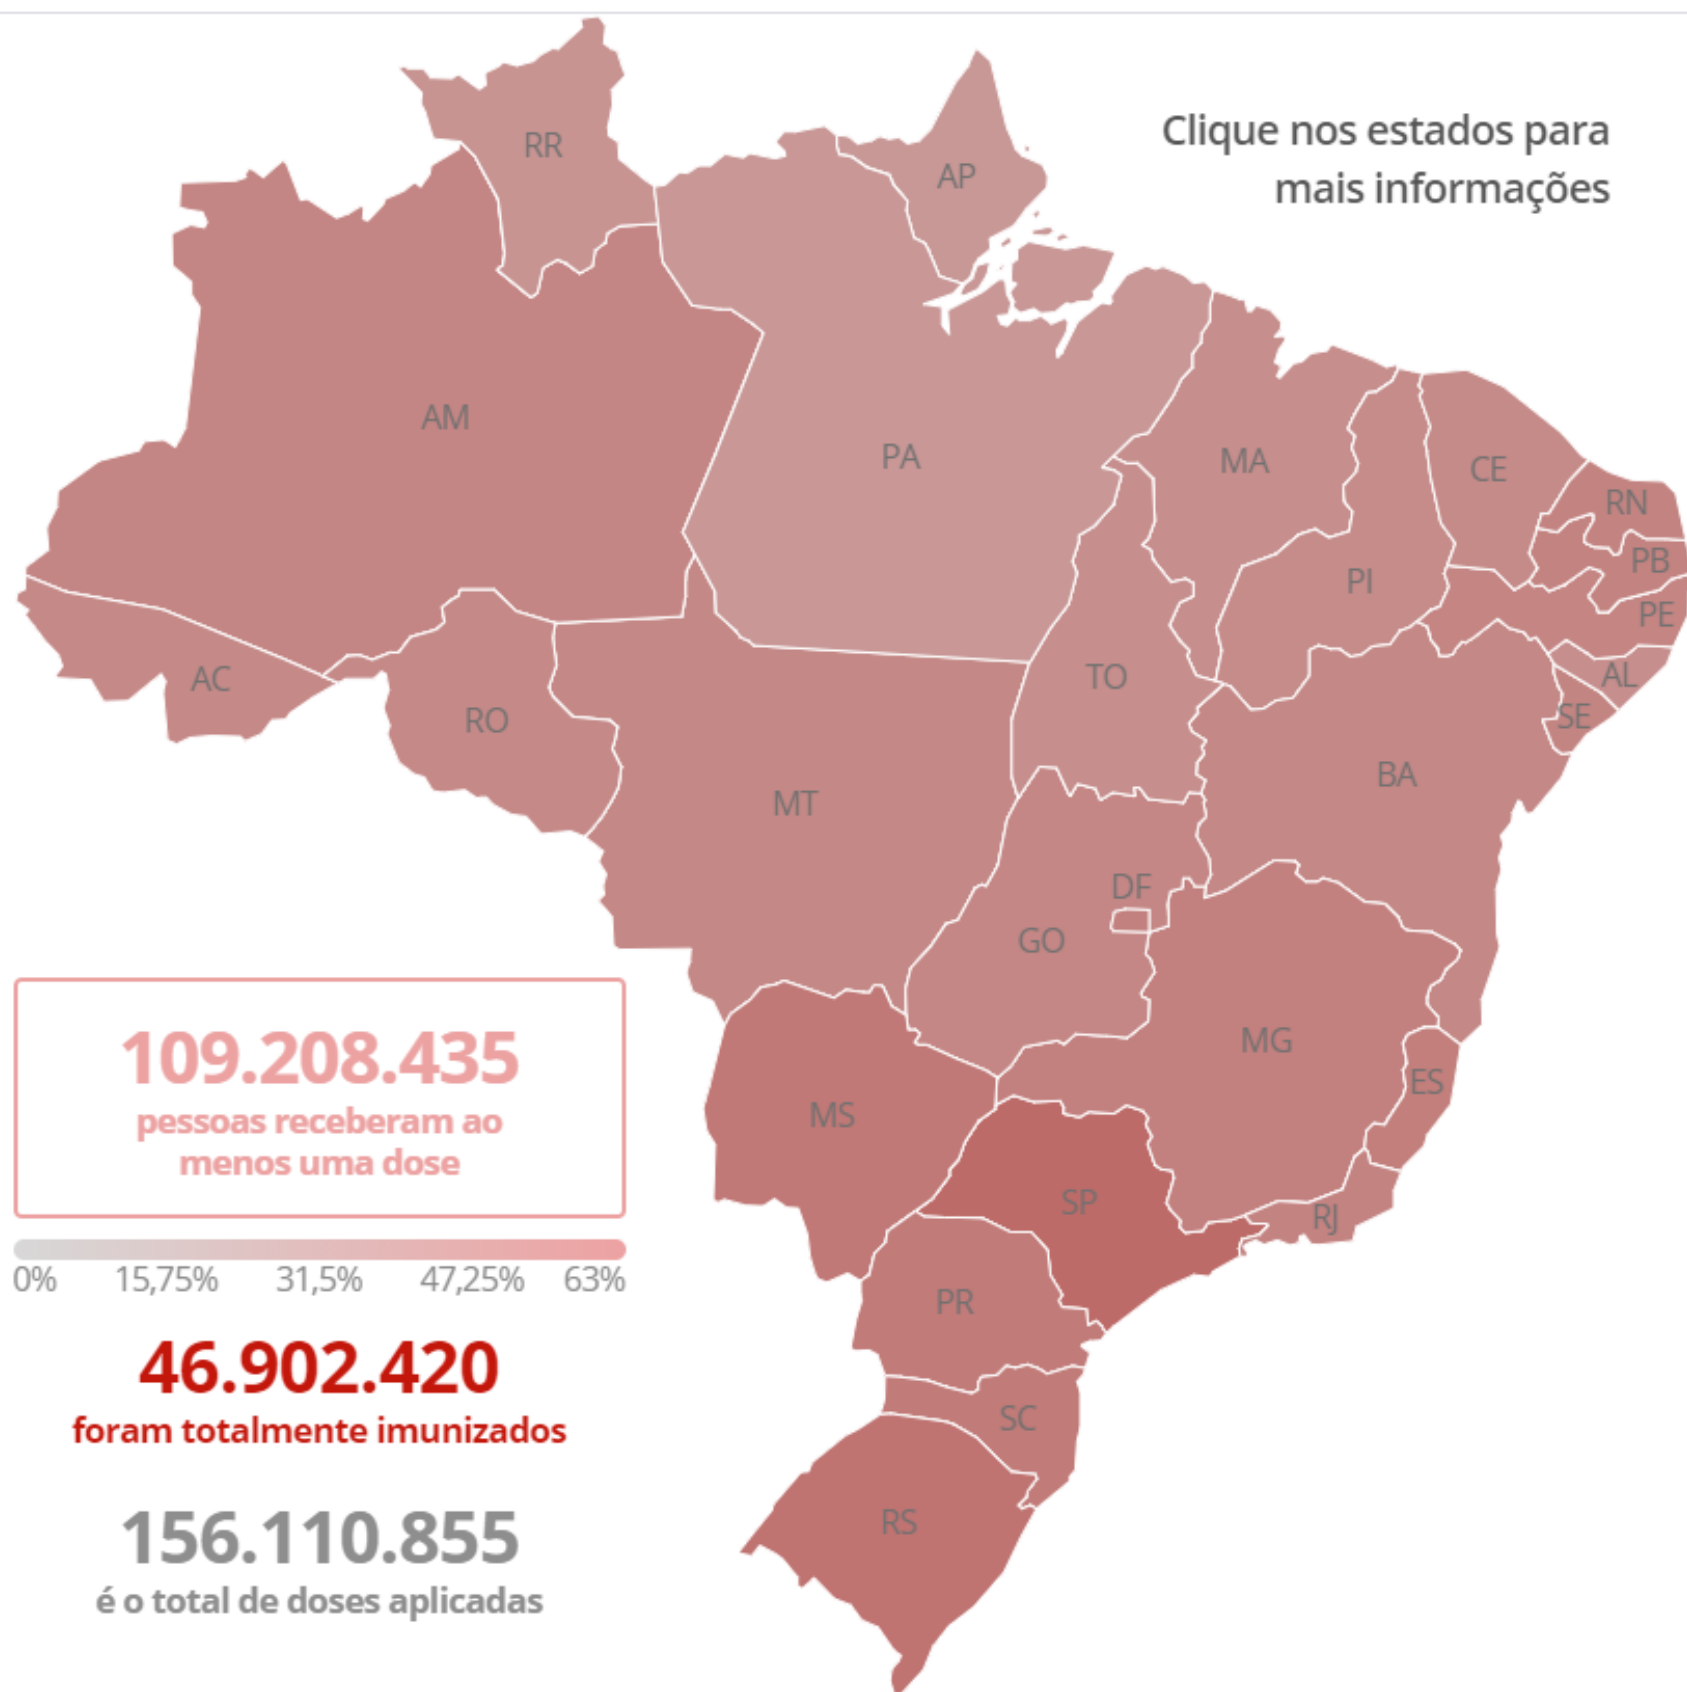 Clique nos estados para
mais informações
RR
AP
AM
PA
MA
CE
RN
PB
PI
PE
AC
TO
AL
RO
SE
BA
MT
DF
GO
MG
ES
MS
SP
RJ
PR
SC
RS
109.208.435
pessoas receberam ao
menos uma dose
0% 15,75% 31,5% 47,25% 63%
46.902.420
foram totalmente imunizados
156.110.855
é o total de doses aplicadas